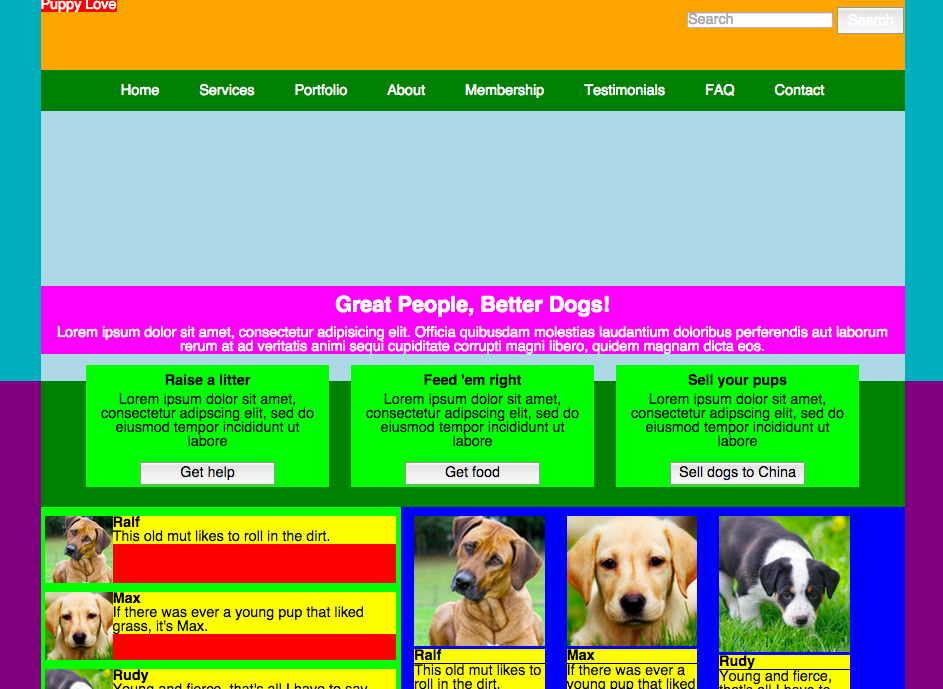 Puppy Love
Search Search
Home Services Portfolio About Membership Testimonials FAQ Contact
Great People, Better Dogs!
Lorem ipsum dolor sit amet, consectetur adipisicing elit. Officia quibusdam molestias laudantium doloribus perferendis aut laborum
rerum at ad veritatis animi sequi cupiditate corrupti magni libero, quidem magnam dicta eos.
Raise a litter
Lorem ipsum dolor sit amet,
consectetur adipscing elit, sed do
eiusmod tempor incididunt ut
labore
Get help
Feed 'em right
Lorem ipsum dolor sit amet,
consectetur adipscing elit, sed do
eiusmod tempor incididunt ut
labore
Get food
Sell your pups
Lorem ipsum dolor sit amet,
consectetur adipscing elit, sed do
eiusmod tempor incididunt ut
labore
Sell dogs to China
Ralf
This old mut likes to roll in the dirt.
Max
If there was ever a young pup that liked
grass, it's Max.
Rudy
Young and fierce, that's all I have to say
Ralf
This old mut likes to
roll in the dirt.
Max
If there was ever a
young pup that liked
Rudy
Young and fierce,
that's all I have to